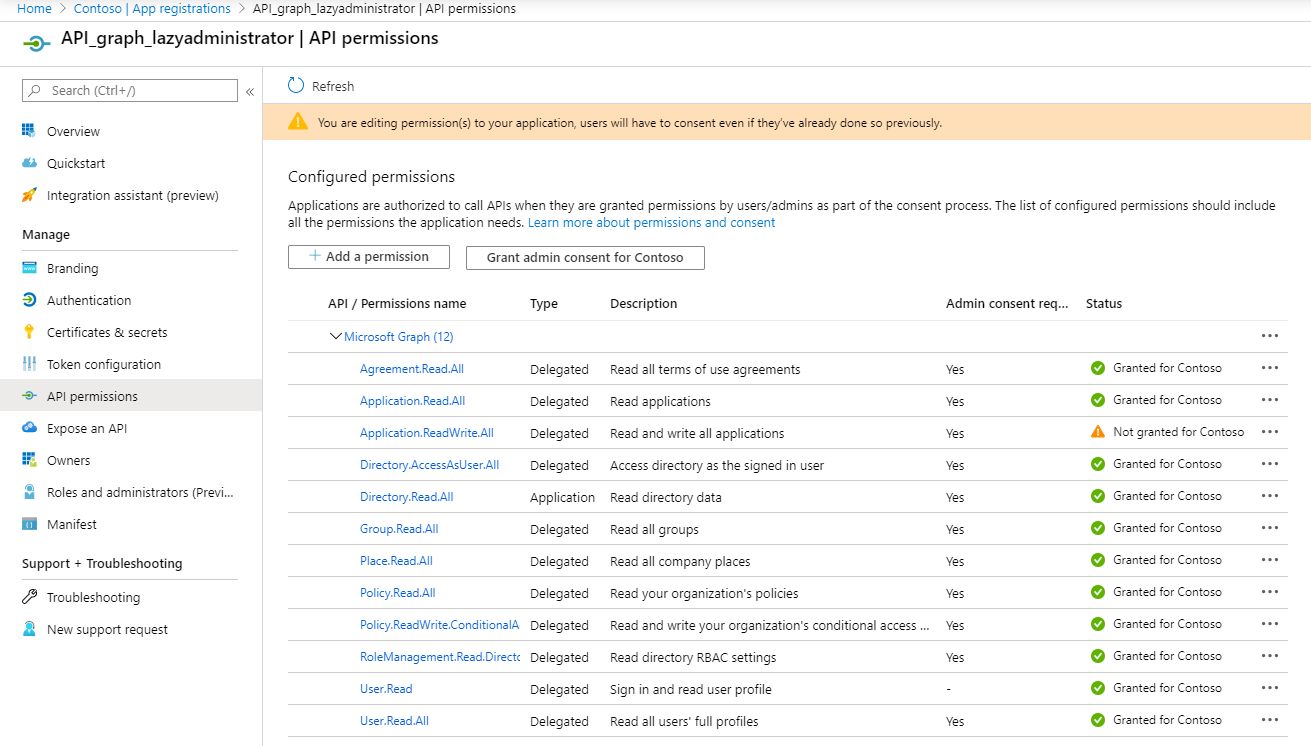 Home > Contoso | App registrations > API_graph_lazyadministrator | API permissions
API_graph_lazyadministrator | API permissions
Search (Ctrl+/)
«
Overview
Quickstart
Integration assistant (preview)
Manage
Branding
Authentication
Certificates & secrets
Token configuration
API permissions
Expose an API
Owners
Roles and administrators (Previ...
Manifest
Support + Troubleshooting
Troubleshooting
New support request
Refresh
You are editing permission(s) to your application, users will have to consent even if they've already done so previously.
Configured permissions
Applications are authorized to call APIs when they are granted permissions by users/admins as part of the consent process. The list of configured permissions should include
all the permissions the application needs. Learn more about permissions and consent
+ Add a permission Grant admin consent for Contoso
API / Permissions name Type Description Admin consent req... Status
Microsoft Graph (12) ...
Agreement.Read.All Delegated Read all terms of use agreements Yes Granted for Contoso ...
Application.Read.All Delegated Read applications Yes Granted for Contoso ...
Application.ReadWrite.All Delegated Read and write all applications Yes Not granted for Contoso ...
Directory.AccessAsUser.All Delegated Access directory as the signed in user Yes Granted for Contoso ...
Directory.Read.All Application Read directory data Yes Granted for Contoso ...
Group.Read.All Delegated Read all groups Yes Granted for Contoso ...
Place.Read.All Delegated Read all company places Yes Granted for Contoso ...
Policy.Read.All Delegated Read your organization's policies Yes Granted for Contoso ...
Policy.ReadWrite.ConditionalA Delegated Read and write your organization's conditional access ... Yes Granted for Contoso ...
RoleManagement.Read.Directo Delegated Read directory RBAC settings Yes Granted for Contoso ...
User.Read Delegated Sign in and read user profile - Granted for Contoso ...
User.Read.All Delegated Read all users' full profiles Yes Granted for Contoso ...